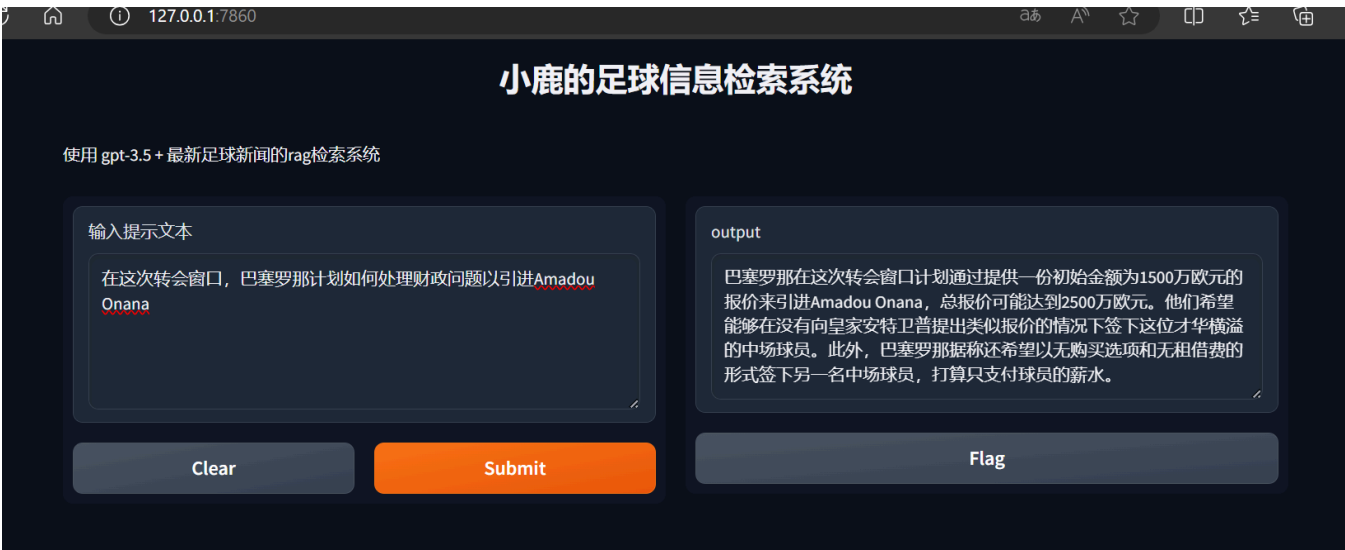 127.0.0.1:7860
小鹿的足球信息检索系统
使用 gpt-3.5 + 最新足球新闻的rag检索系统
输入提示文本
在这次转会窗口，巴塞罗那计划如何处理财政问题以引进Amadou
Onana
Clear
Submit
output
巴塞罗那在这次转会窗口计划通过提供一份初始金额为1500万欧元的
报价来引进Amadou Onana，总报价可能达到2500万欧元。他们希望
能够在没有向皇家安特卫普提出类似报价的情况下签下这位才华横溢
的中场球员。此外，巴塞罗那据称还希望以无购买选项和无租借费的
形式签下另一名中场球员，打算只支付球员的薪水。
Flag